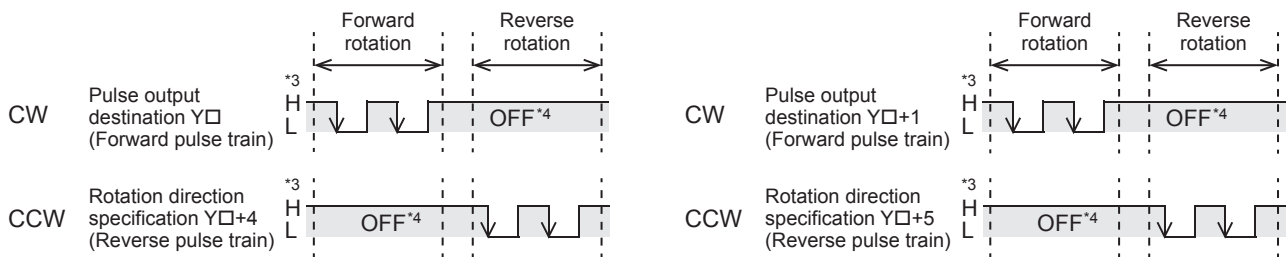 Forward
rotation
Reverse
rotation
CW
Pulse output
destination Y□
(Forward pulse train)
*3
H
L
OFF*4
CCW
Rotation direction
specification Y□+4
(Reverse pulse train)
*3
H
L
OFF*4
Forward
rotation
Reverse
rotation
CW
Pulse output
destination Y□+1
(Forward pulse train)
*3
H
L
OFF*4
CCW
Rotation direction
specification Y□+5
(Reverse pulse train)
*3
H
L
OFF*4